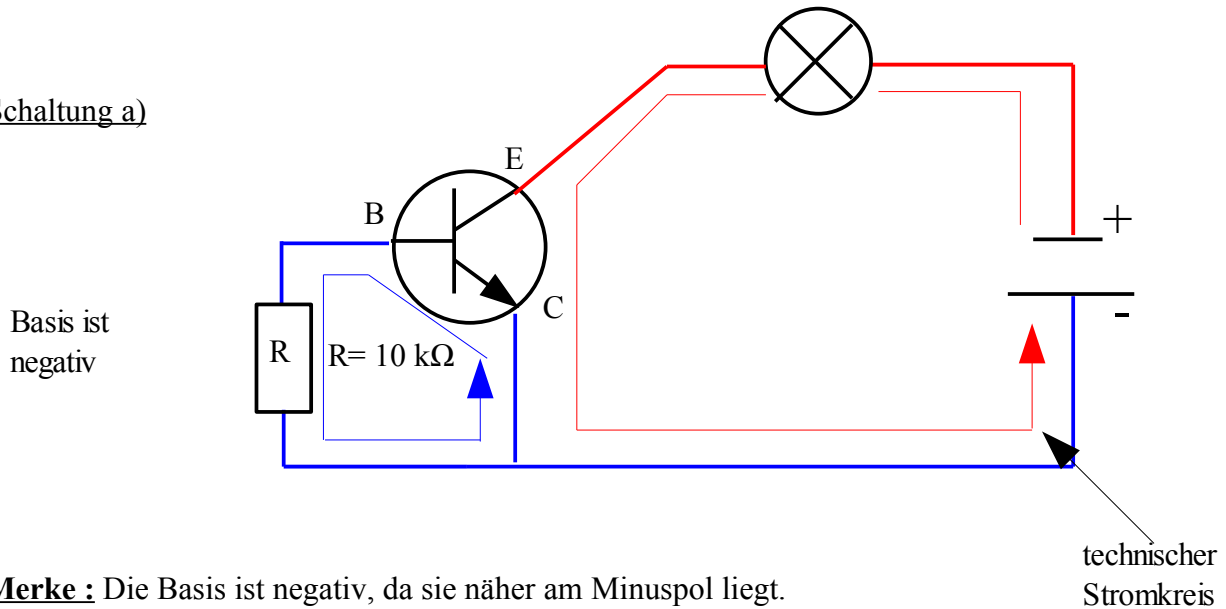 Schaltung a)
E
B
+
C
-
Basis ist
negativ
R
R= 10 kΩ
technischer
Stromkreis
Merke : Die Basis ist negativ, da sie näher am Minuspol liegt.